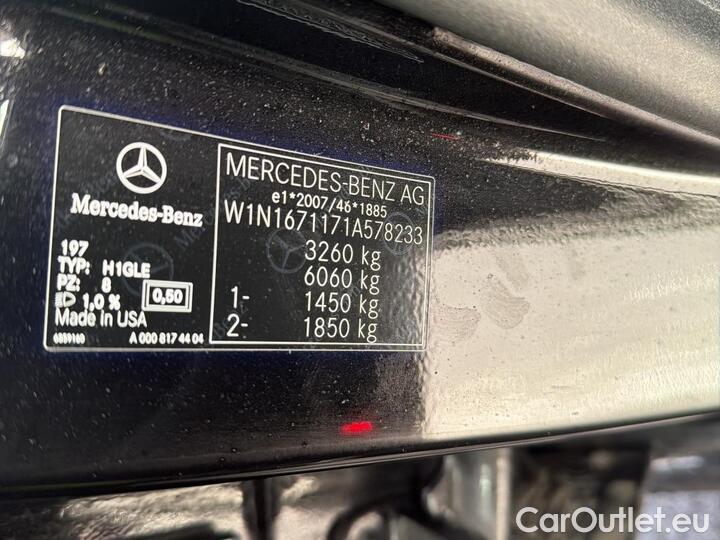 Mercedes-Benz
197
TYP: H1GLE
PZ: 8
1,0 % 0,50
Made in USA
6859160 A 000 817 44 04
MERCEDES-BENZ AG
e1*2007/46*1885
W1N1671171A578233
3260 kg
6060 kg
1- 1450 kg
2- 1850 kg
CarOutlet.eu